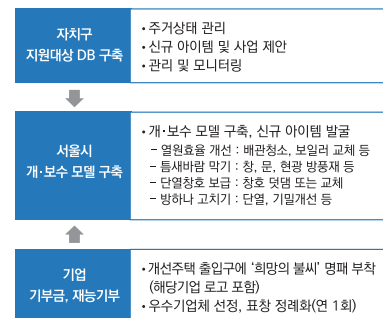 자치구
지원대상 DB 구축
• 주거상태 관리
• 신규 아이템 및 사업 제안
• 관리 및 모니터링
서울시
개·보수 모델 구축
• 개·보수 모델 구축, 신규 아이템 발굴
– 열원효율 개선 : 배관청소, 보일러 교체 등
– 틈새바람 막기 : 창, 문, 현광 방풍재 등
– 단열창호 보급 : 창호 덧댐 또는 교체
– 방하나 고치기 : 단열, 기밀개선 등
기업
기부금, 재능기부
• 개선주택 출입구에 ‘희망의 불씨’ 명패 부착
(해당기업 로고 포함)
• 우수기업체 선정, 표창 정례화(연 1회)